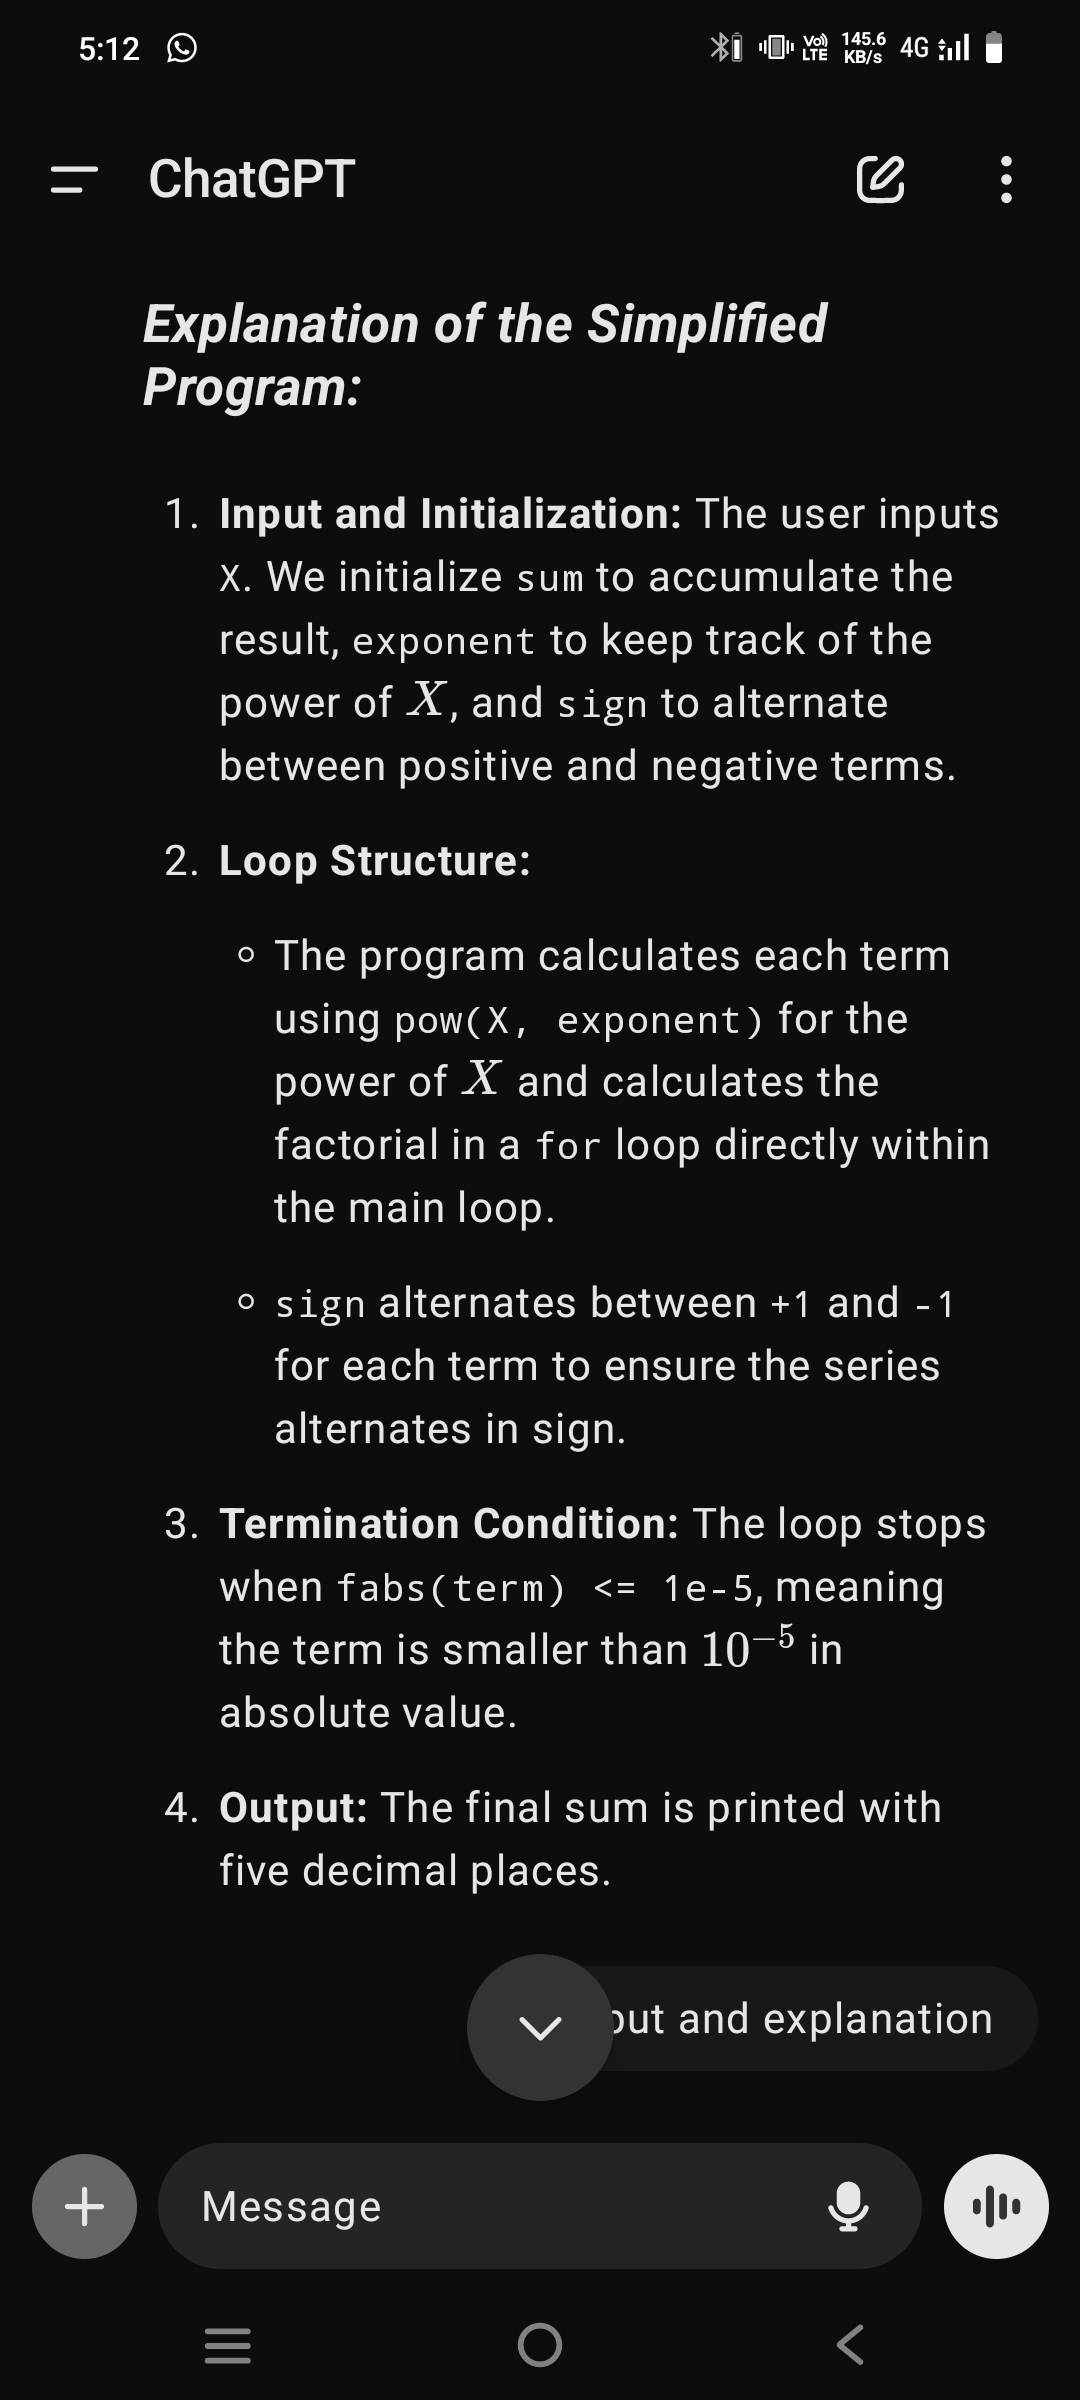 5:12
Vo))
LTE
145.6
KB/s
4G
ChatGPT
Explanation of the Simplified
Program:
1. Input and Initialization: The user inputs
X. We initialize sum to accumulate the
result, exponent to keep track of the
power of X, and sign to alternate
between positive and negative terms.
2. Loop Structure:
The program calculates each term
using pow(X, exponent) for the
power of X and calculates the
factorial in a for loop directly within
the main loop.
sign alternates between +1 and -1
for each term to ensure the series
alternates in sign.
3. Termination Condition: The loop stops
when fabs(term) <= 1e-5, meaning
the term is smaller than 10⁻⁵ in
absolute value.
4. Output: The final sum is printed with
five decimal places.
and explanation
Message